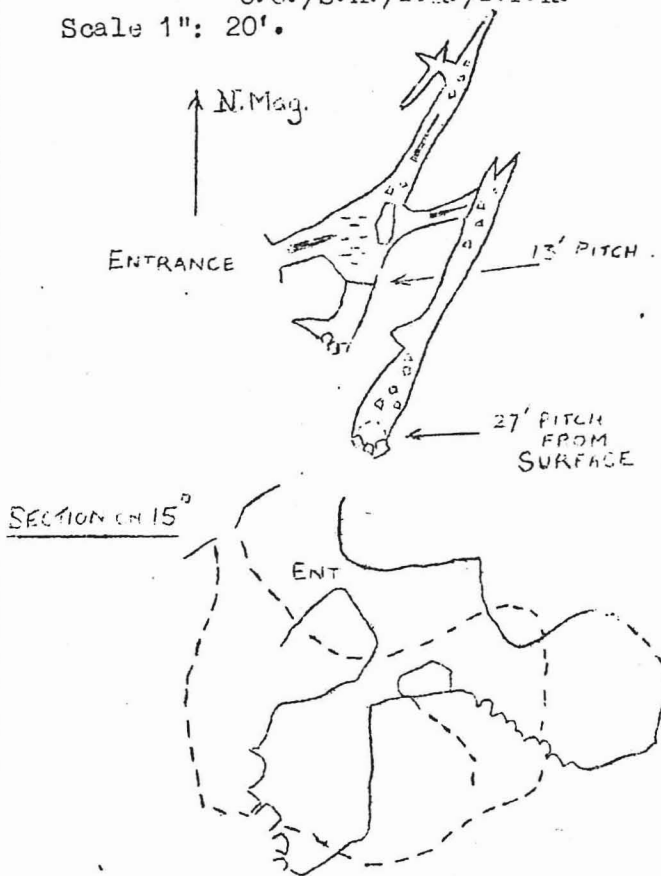 Scale 1": 20'.
N.Mag.
ENTRANCE
13' PITCH
27' PITCH
FROM
SURFACE
SECTION ON 15°
ENT